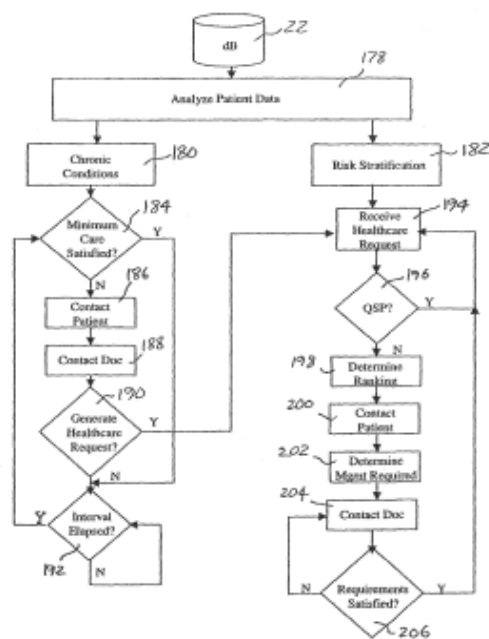 22
dB
178
Analyze Patient Data
180
Chronic
Conditions
182
Risk Stratification
184
Minimum
Care
Satisfied?
Y
N
194
Receive
Healthcare
Request
186
Contact
Patient
196
QSP?
Y
N
188
Contact Doc
198
Determine
Ranking
190
Generate
Healthcare
Request?
Y
N
200
Contact
Patient
202
Determine
Mgmt Required
Interval
Elapsed?
Y
192
N
204
Contact Doc
N
Requirements
Satisfied?
Y
206